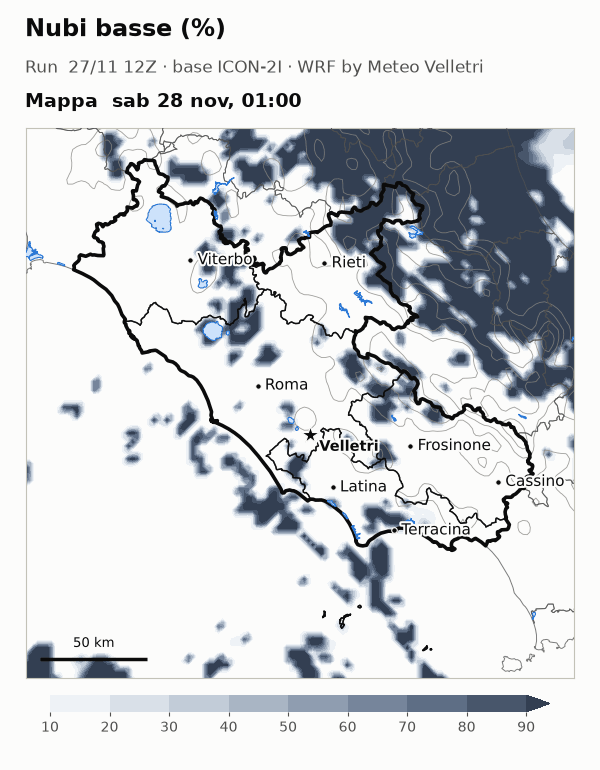 Nubi basse (%)
Run  27/11 12Z · base ICON-2I · WRF by Meteo Velletri
Mappa  sab 28 nov, 01:00
Viterbo
Rieti
Roma
Velletri
Frosinone
Latina
Cassino
Terracina
50 km
10 20 30 40 50 60 70 80 90